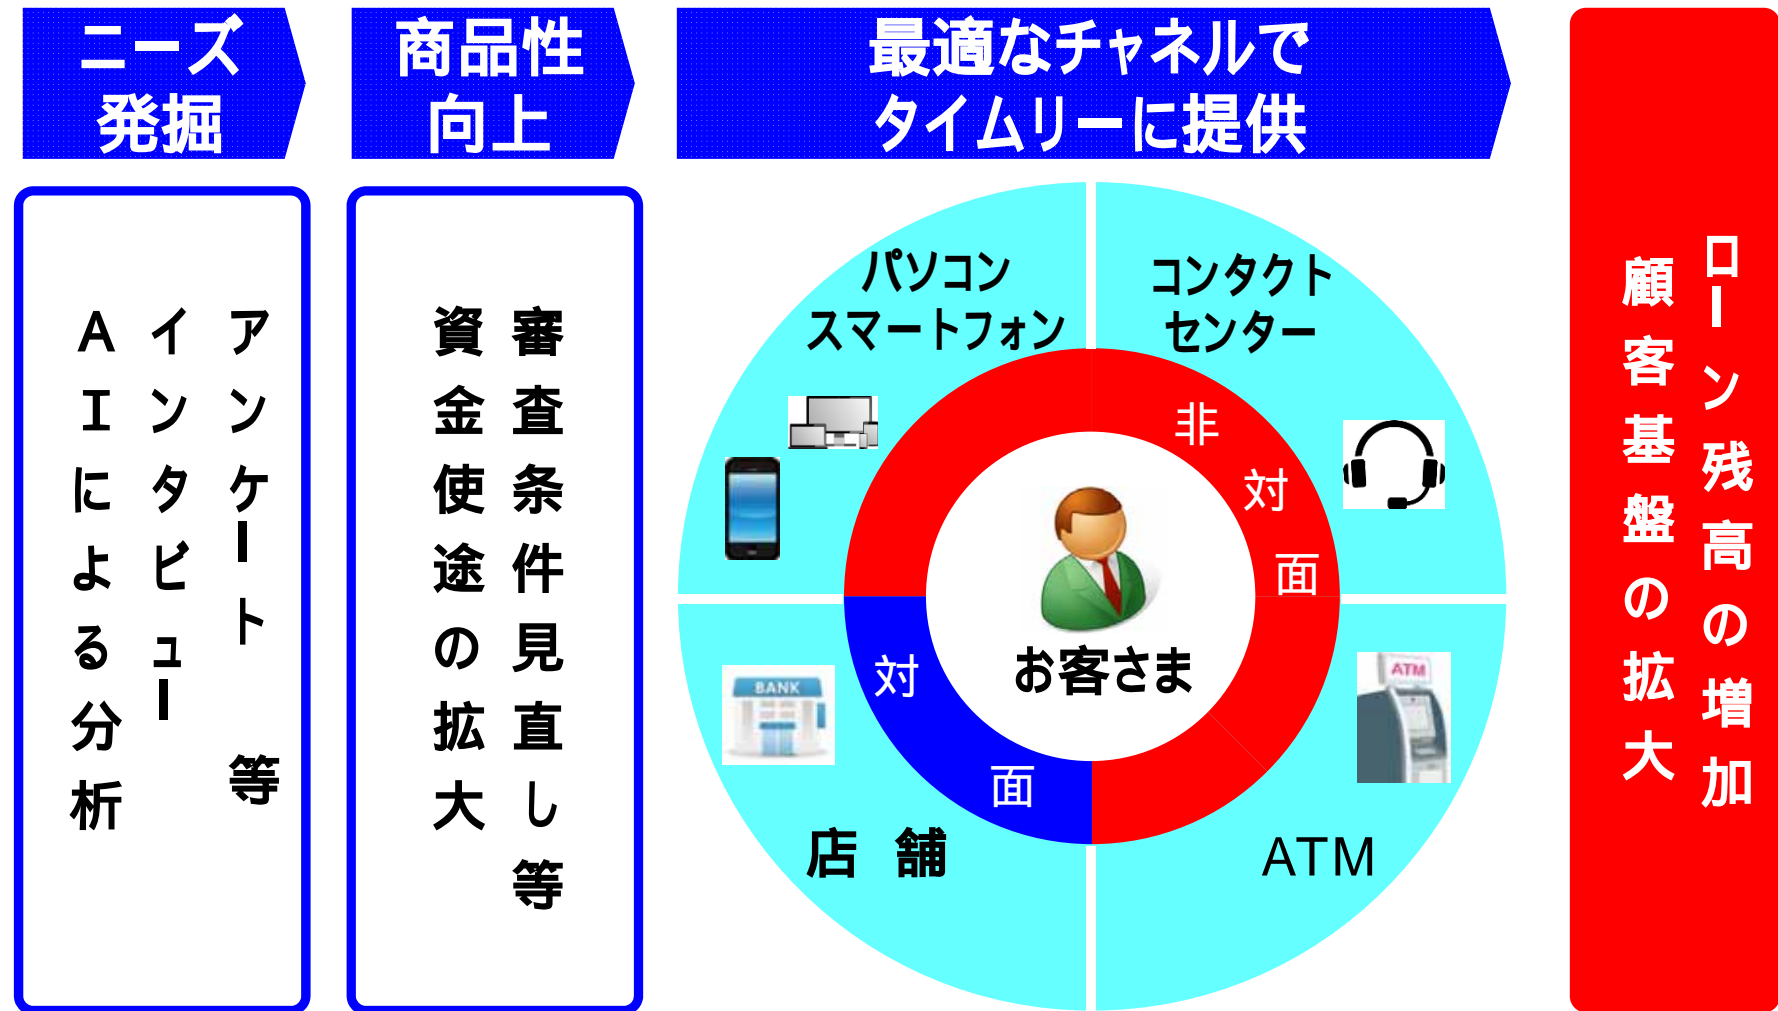 ニーズ
発掘
商品性
向上
最適なチャネルで
タイムリーに提供
アンケート 等
インタビュー
ＡＩによる分析
審査条件見直し等
資金使途の拡大
パソコン
スマートフォン
コンタクト
センター
非対面
お客さま
対面
BANK
店舗
ATM
ATM
ローン残高の増加
顧客基盤の拡大